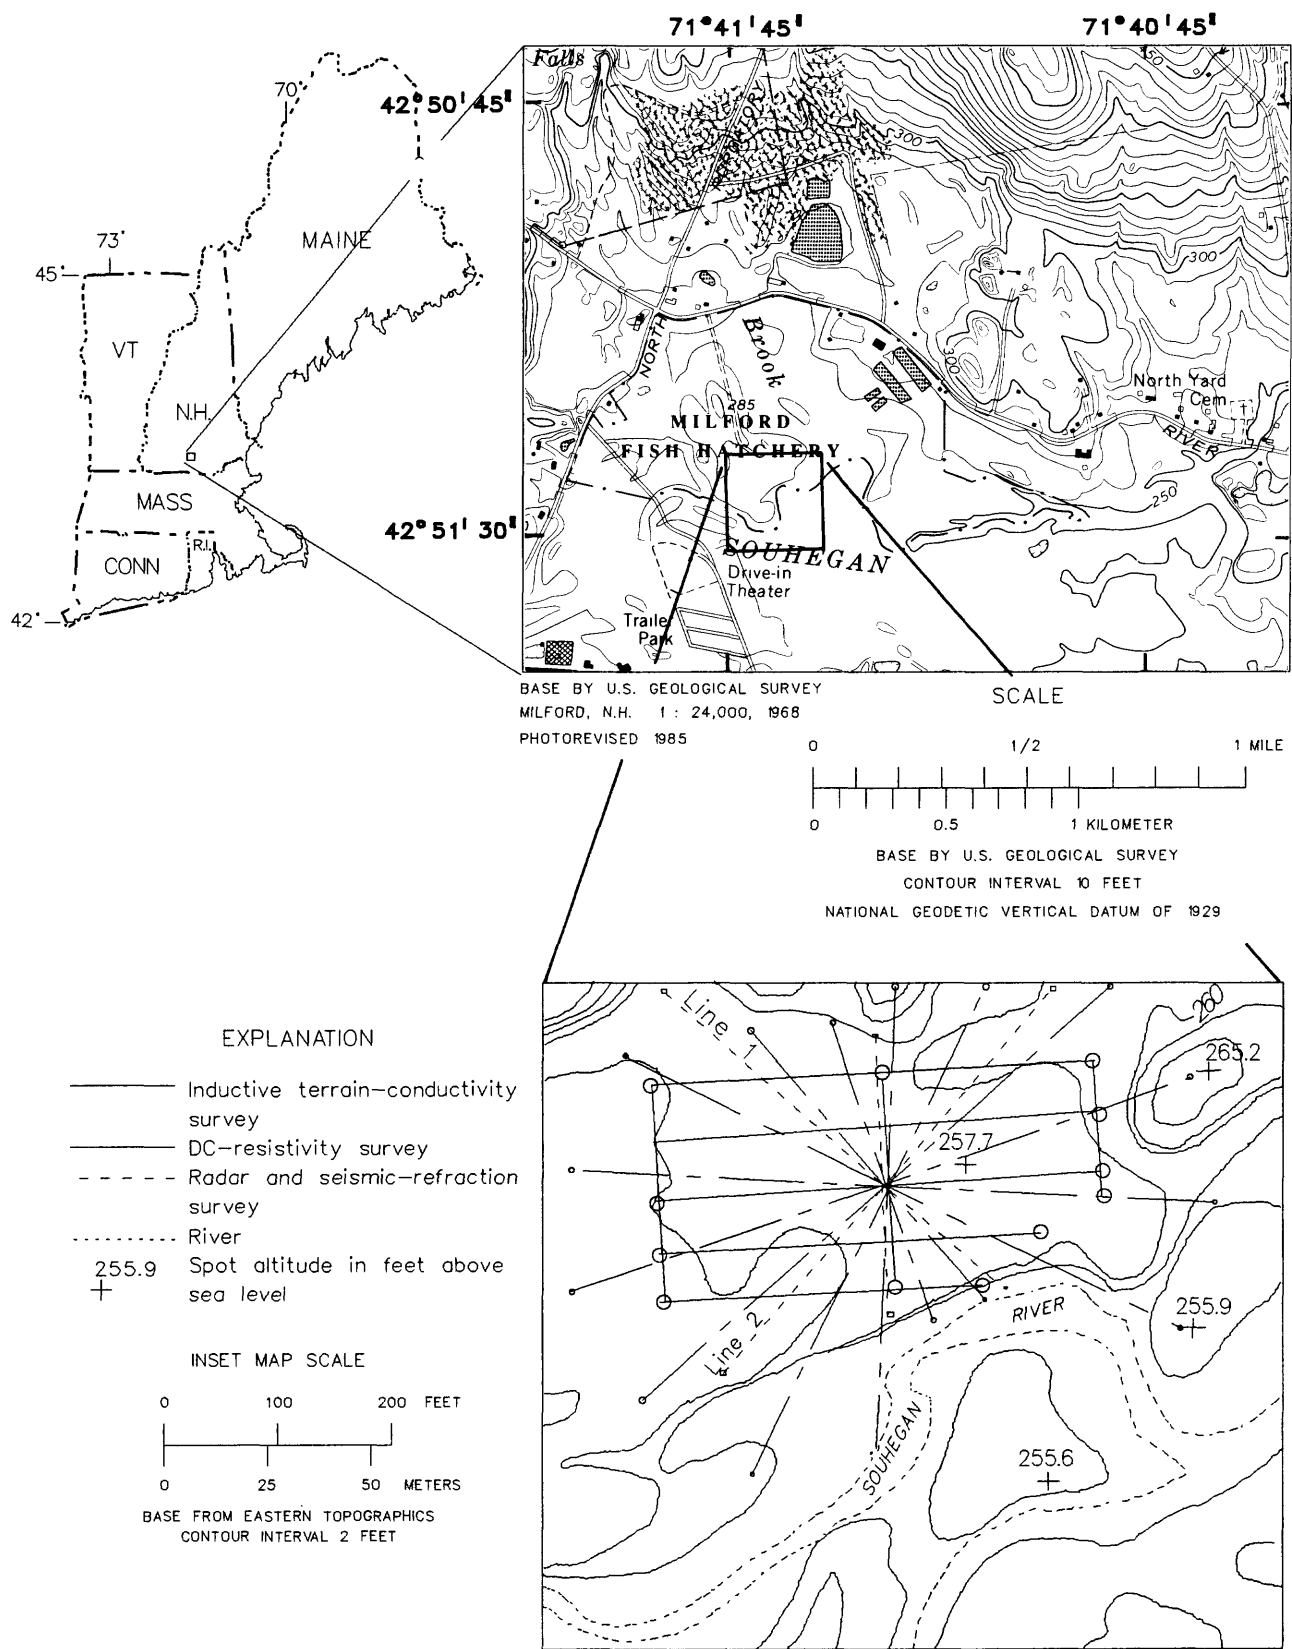 71°41'45"
71°40'45"
42°50'45"
Falls
70°
73°
45°
MAINE
VT
N.H.
MASS
CONN
R.I.
42°
42°51'30"
300
250
300
300
NORTH
Brook
285
MILFORD
FISH HATCHERY
North Yard
Cem
RIVER
250
SOUHEGAN
Drive-in
Theater
Trailer
Park
BASE BY U.S. GEOLOGICAL SURVEY
MILFORD, N.H. 1 : 24,000, 1968
PHOTOREVISED 1985
SCALE
0 1/2 1 MILE
0 0.5 1 KILOMETER
BASE BY U.S. GEOLOGICAL SURVEY
CONTOUR INTERVAL 10 FEET
NATIONAL GEODETIC VERTICAL DATUM OF 1929
EXPLANATION
Inductive terrain-conductivity
survey
DC-resistivity survey
Radar and seismic-refraction
survey
River
255.9 Spot altitude in feet above
sea level
INSET MAP SCALE
0 100 200 FEET
0 25 50 METERS
BASE FROM EASTERN TOPOGRAPHICS
CONTOUR INTERVAL 2 FEET
Line 1
260
265.2
257.7
Line 2
RIVER
255.9
SOUHEGAN
255.6